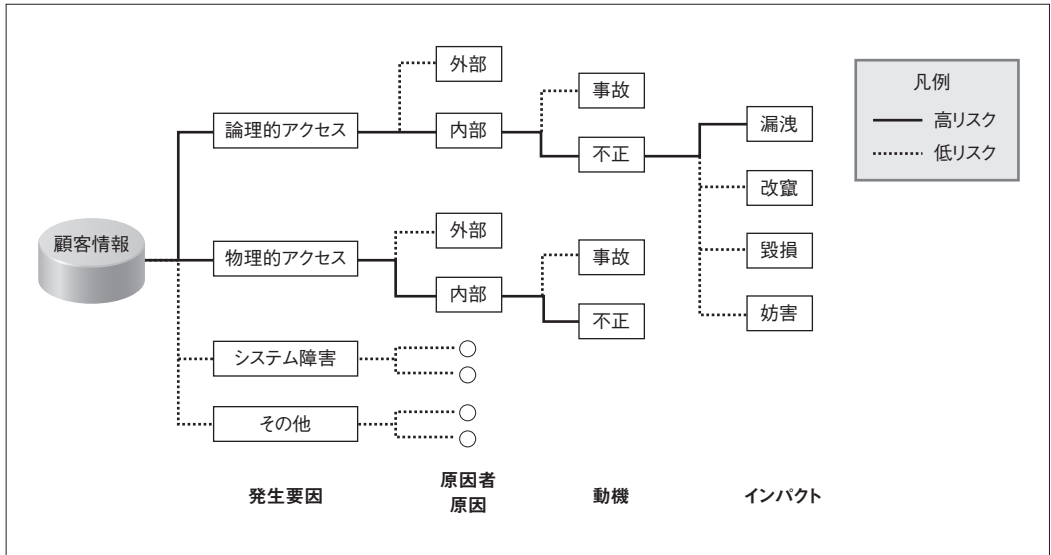 外部
事故
凡例
論理的アクセス
内部
漏洩
高リスク
不正
低リスク
改竄
顧客情報
外部
毀損
物理的アクセス
事故
内部
妨害
不正
システム障害
その他
発生要因
原因者
原因
動機
インパクト